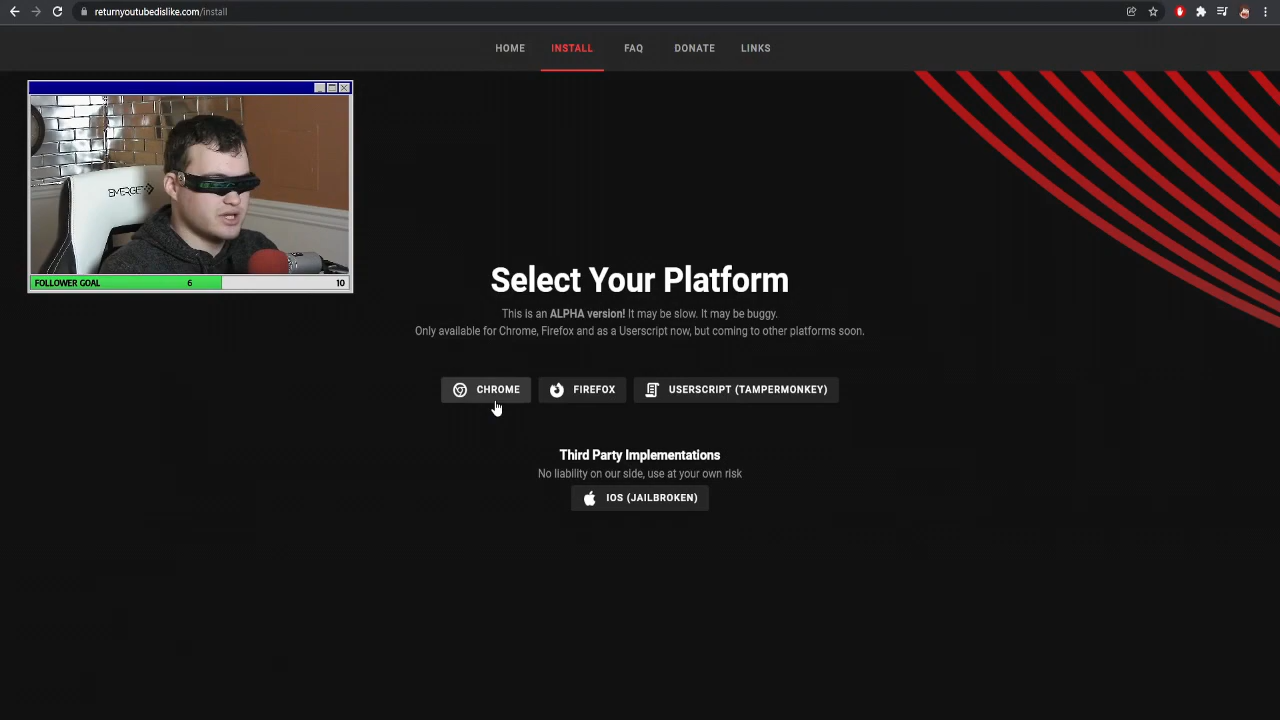 returnyoutubedislike.com/install
HOME INSTALL FAQ DONATE LINKS
EMERGE
FOLLOWER GOAL 6 10
Select Your Platform
This is an ALPHA version! It may be slow. It may be buggy.
Only available for Chrome, Firefox and as a Userscript now, but coming to other platforms soon.
CHROME FIREFOX USERSCRIPT (TAMPERMONKEY)
Third Party Implementations
No liability on our side, use at your own risk
IOS (JAILBROKEN)